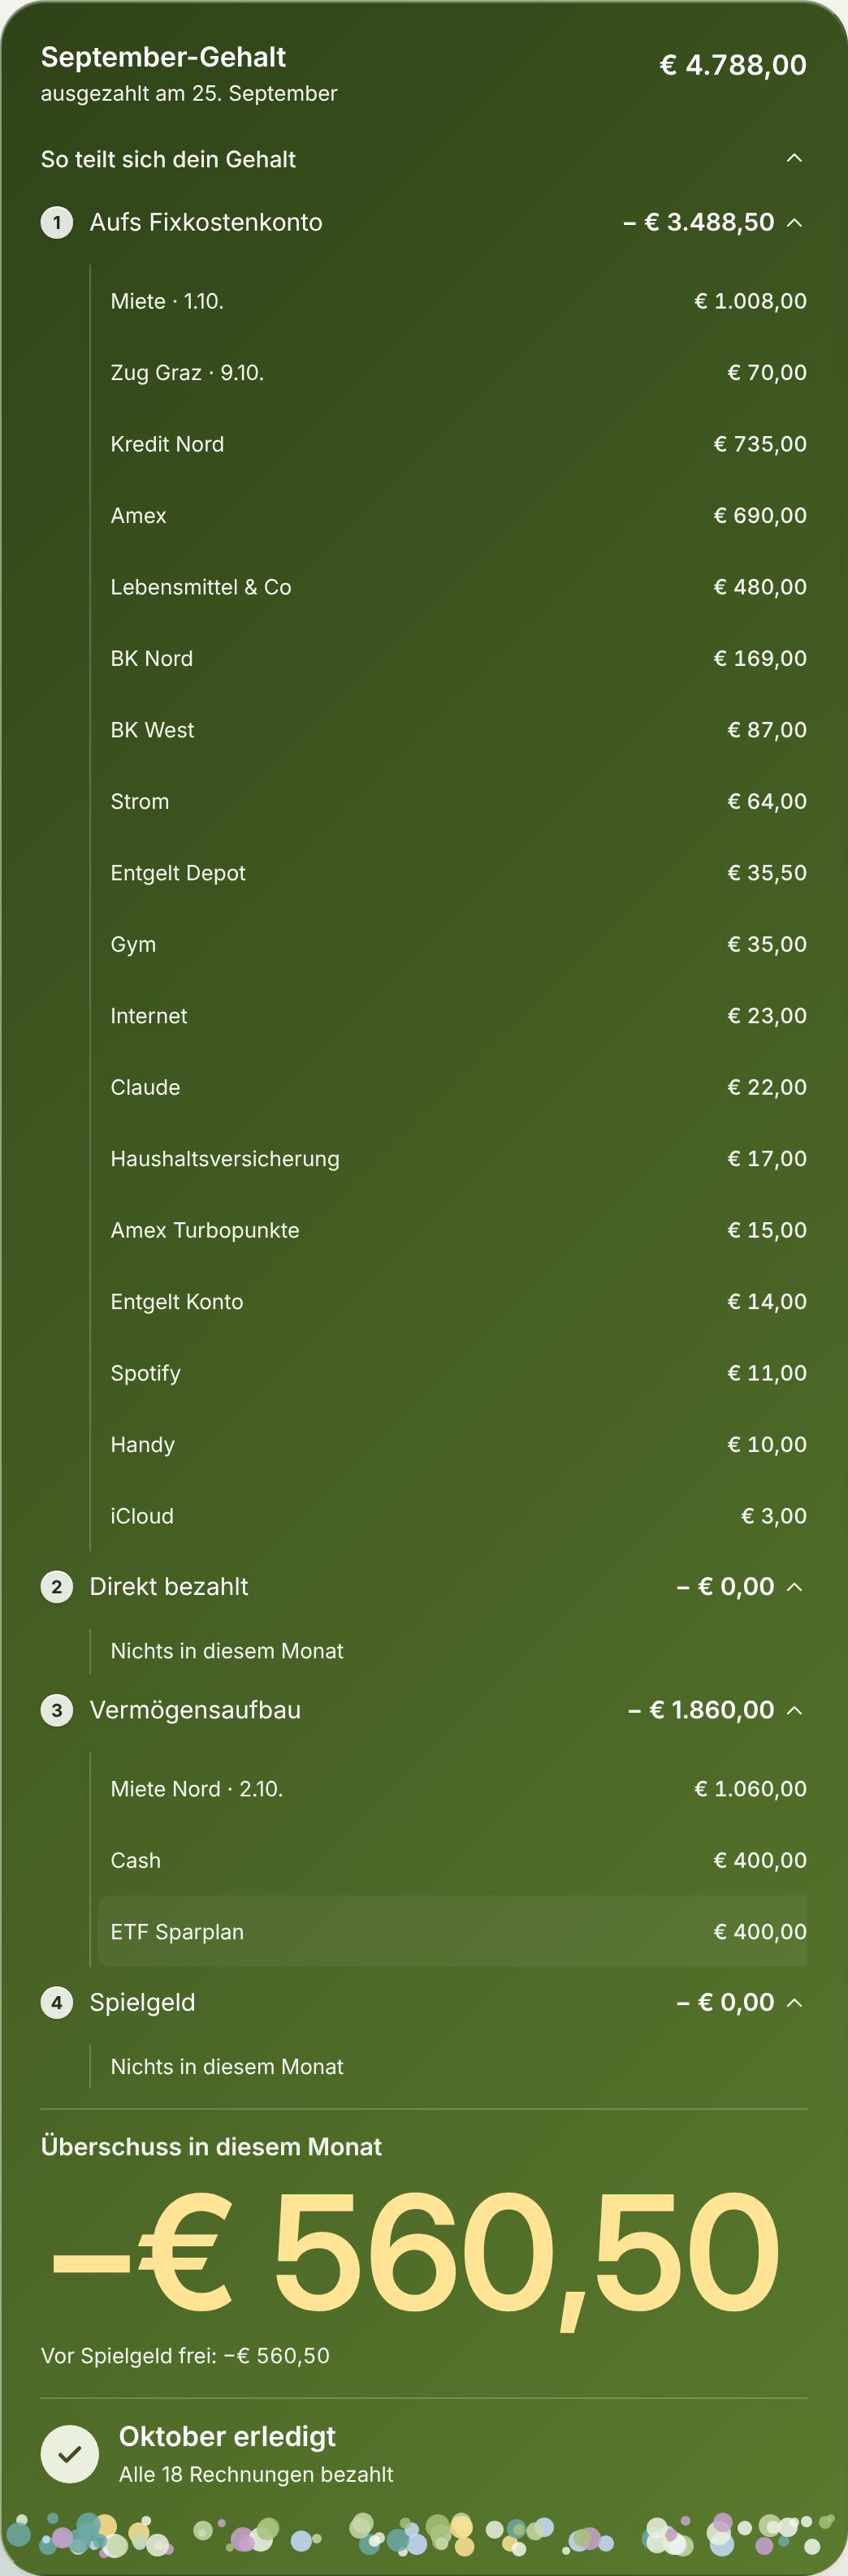 September-Gehalt
€ 4.788,00
ausgezahlt am 25. September
So teilt sich dein Gehalt
1 Aufs Fixkostenkonto – € 3.488,50
Miete · 1.10. € 1.008,00
Zug Graz · 9.10. € 70,00
Kredit Nord € 735,00
Amex € 690,00
Lebensmittel & Co € 480,00
BK Nord € 169,00
BK West € 87,00
Strom € 64,00
Entgelt Depot € 35,50
Gym € 35,00
Internet € 23,00
Claude € 22,00
Haushaltsversicherung € 17,00
Amex Turbopunkte € 15,00
Entgelt Konto € 14,00
Spotify € 11,00
Handy € 10,00
iCloud € 3,00
2 Direkt bezahlt – € 0,00
Nichts in diesem Monat
3 Vermögensaufbau – € 1.860,00
Miete Nord · 2.10. € 1.060,00
Cash € 400,00
ETF Sparplan € 400,00
4 Spielgeld – € 0,00
Nichts in diesem Monat
Überschuss in diesem Monat
–€ 560,50
Vor Spielgeld frei: –€ 560,50
Oktober erledigt
Alle 18 Rechnungen bezahlt